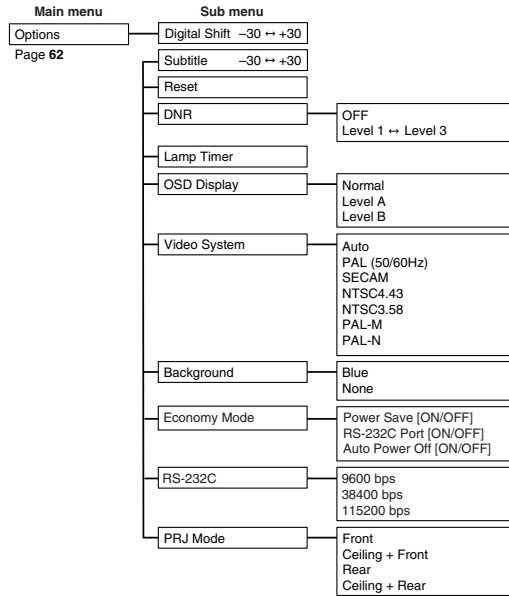 Main menu Sub menu
Options Digital Shift –30 ↔ +30
Page 62
Subtitle –30 ↔ +30
Reset
DNR OFF
Level 1 ↔ Level 3
Lamp Timer
OSD Display Normal
Level A
Level B
Video System Auto
PAL (50/60Hz)
SECAM
NTSC4.43
NTSC3.58
PAL-M
PAL-N
Background Blue
None
Economy Mode Power Save [ON/OFF]
RS-232C Port [ON/OFF]
Auto Power Off [ON/OFF]
RS-232C 9600 bps
38400 bps
115200 bps
PRJ Mode Front
Ceiling + Front
Rear
Ceiling + Rear